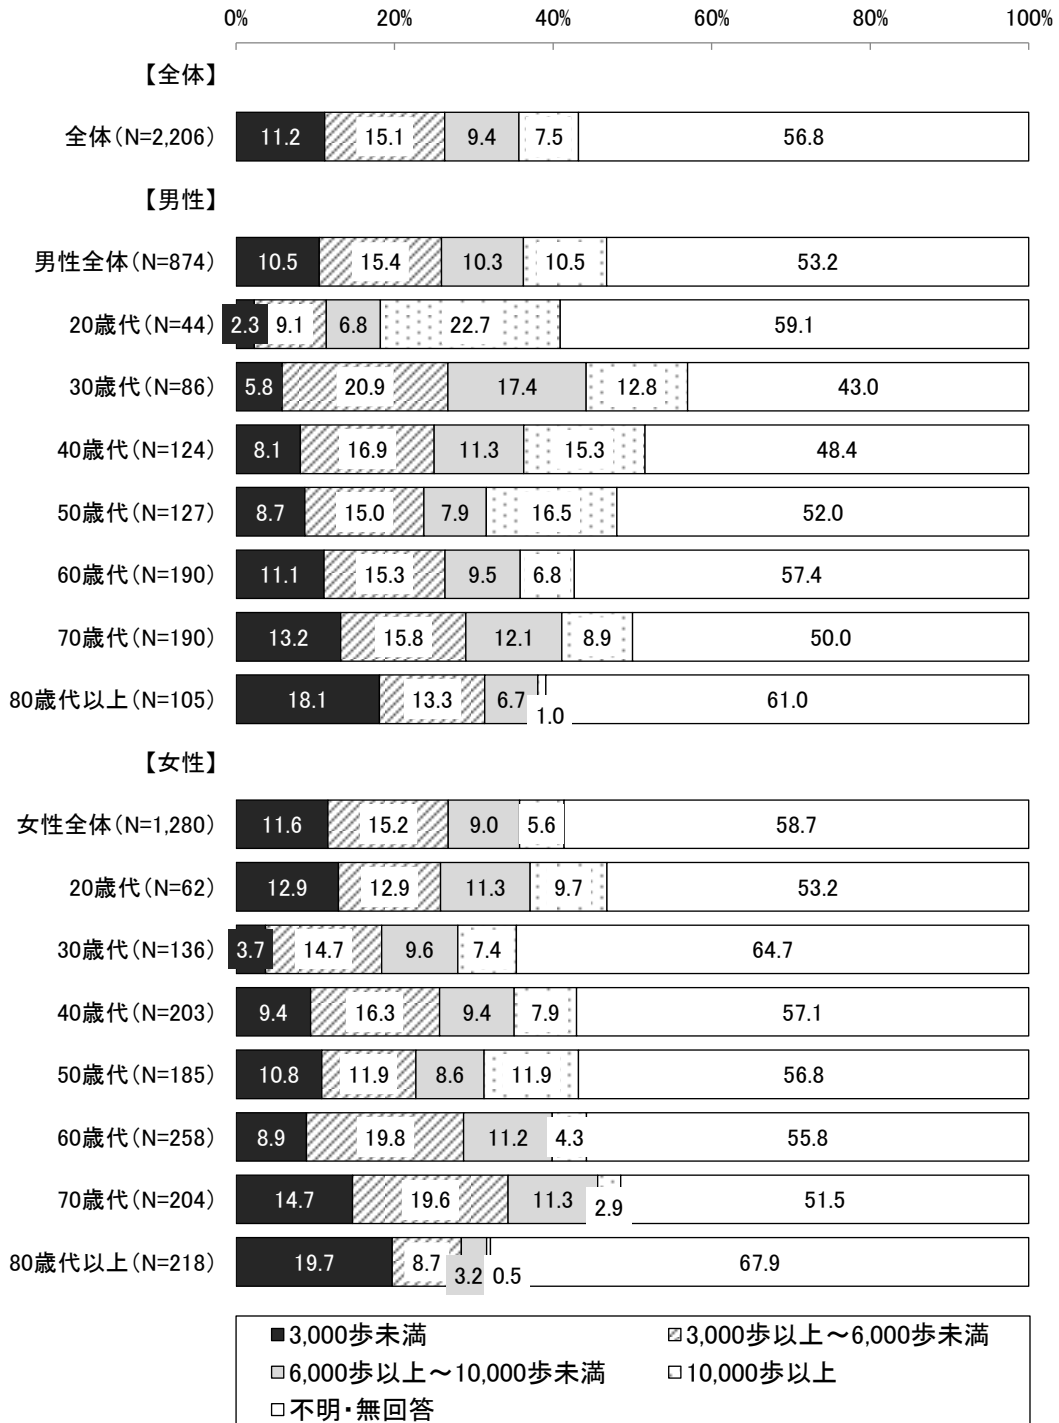 0% 20% 40% 60% 80% 100%
【全体】
全体(N=2,206) 11.2 15.1 9.4 7.5 56.8
【男性】
男性全体(N=874) 10.5 15.4 10.3 10.5 53.2
20歳代(N=44) 2.3 9.1 6.8 22.7 59.1
30歳代(N=86) 5.8 20.9 17.4 12.8 43.0
40歳代(N=124) 8.1 16.9 11.3 15.3 48.4
50歳代(N=127) 8.7 15.0 7.9 16.5 52.0
60歳代(N=190) 11.1 15.3 9.5 6.8 57.4
70歳代(N=190) 13.2 15.8 12.1 8.9 50.0
80歳代以上(N=105) 18.1 13.3 6.7 1.0 61.0
【女性】
女性全体(N=1,280) 11.6 15.2 9.0 5.6 58.7
20歳代(N=62) 12.9 12.9 11.3 9.7 53.2
30歳代(N=136) 3.7 14.7 9.6 7.4 64.7
40歳代(N=203) 9.4 16.3 9.4 7.9 57.1
50歳代(N=185) 10.8 11.9 8.6 11.9 56.8
60歳代(N=258) 8.9 19.8 11.2 4.3 55.8
70歳代(N=204) 14.7 19.6 11.3 2.9 51.5
80歳代以上(N=218) 19.7 8.7 3.2 0.5 67.9
3,000歩未満 3,000歩以上～6,000歩未満
6,000歩以上～10,000歩未満 10,000歩以上
不明・無回答